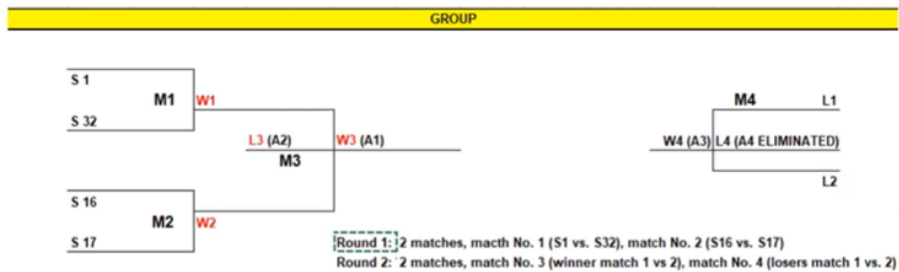 GROUP
S 1
M1 W1
M4 L1
S 32
L3 (A2) W3 (A1)
W4 (A3) L4 (A4 ELIMINATED)
M3
L2
S 16
M2 W2
S 17
Round 1: 2 matches, macth No. 1 (S1 vs. S32), match No. 2 (S16 vs. S17)
Round 2: 2 matches, match No. 3 (winner match 1 vs 2), match No. 4 (losers match 1 vs. 2)